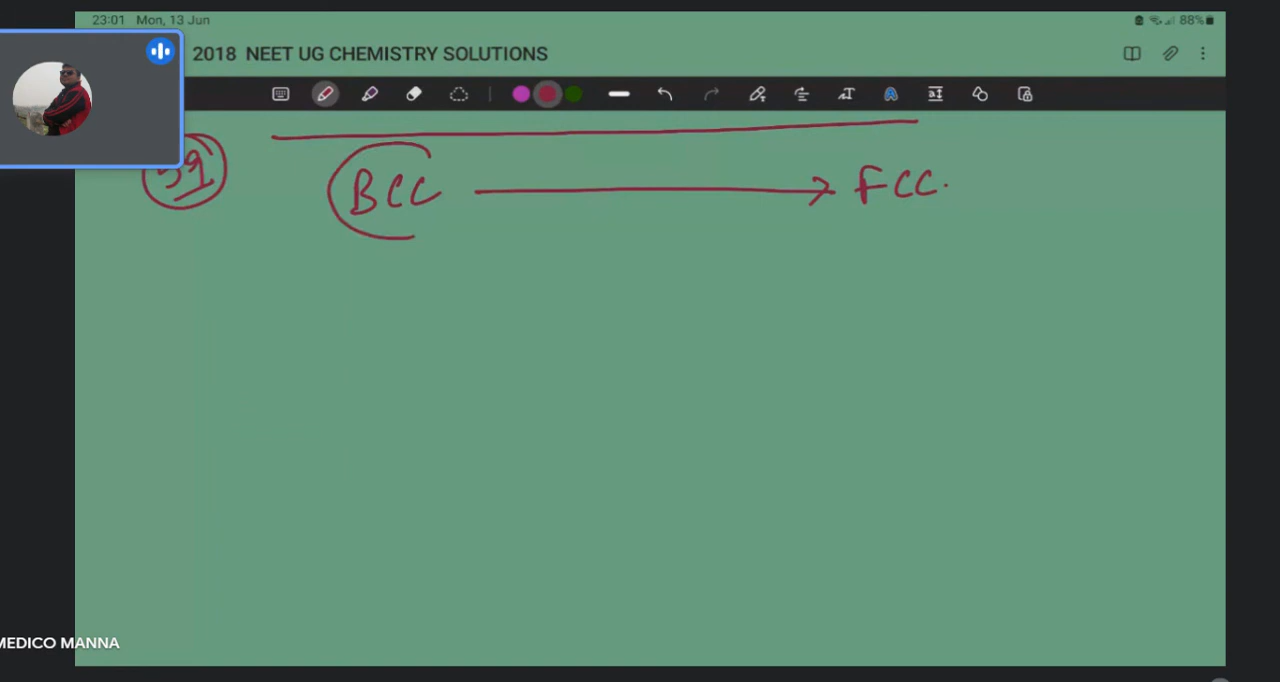 23:01 Mon, 13 Jun 88%
2018 NEET UG CHEMISTRY SOLUTIONS
59 BCC → FCC.
MEDICO MANNA